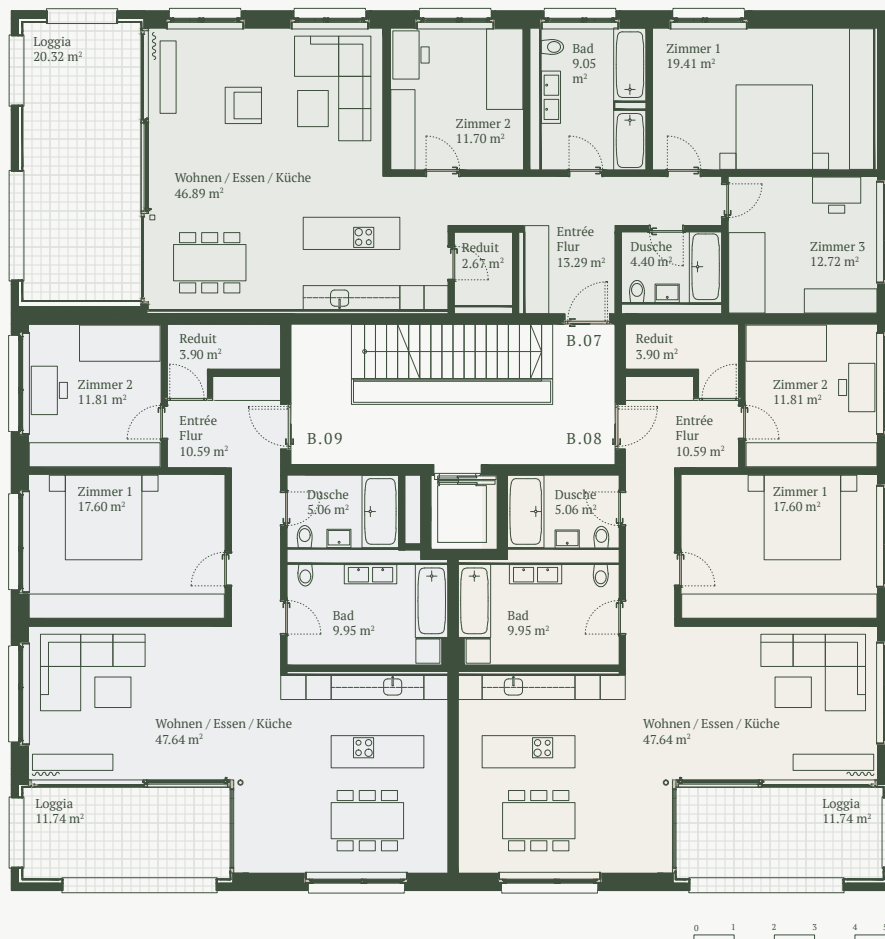 Loggia
20.32 m²
Zimmer 2
11.70 m²
Bad
9.05
m²
Zimmer 1
19.41 m²
Wohnen / Essen / Küche
46.89 m²
Reduit
2.67 m²
Entrée
Flur
13.29 m²
Dusche
4.40 m²
Zimmer 3
12.72 m²
B.07
Reduit
3.90 m²
Zimmer 2
11.81 m²
Entrée
Flur
10.59 m²
B.09
B.08
Reduit
3.90 m²
Entrée
Flur
10.59 m²
Zimmer 2
11.81 m²
Zimmer 1
17.60 m²
Dusche
5.06 m²
Dusche
5.06 m²
Zimmer 1
17.60 m²
Bad
9.95 m²
Bad
9.95 m²
Wohnen / Essen / Küche
47.64 m²
Wohnen / Essen / Küche
47.64 m²
Loggia
11.74 m²
Loggia
11.74 m²
0 1 2 3 4